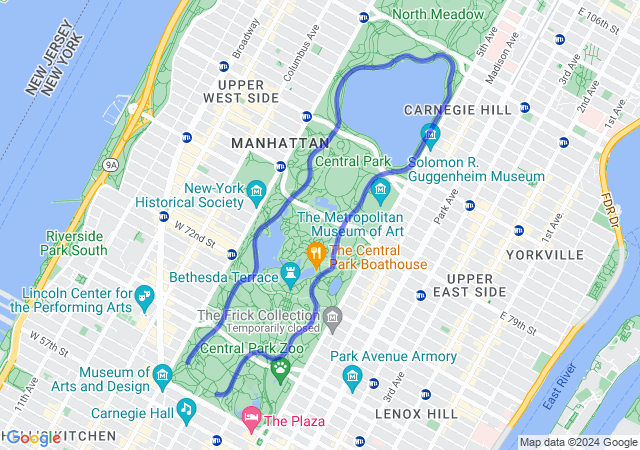 North Meadow
E 106th St
NEW JERSEY
NEW YORK
Broadway
Columbus Ave
5th Ave
Madison Ave
3rd Ave
2nd Ave
1st Ave
UPPER
WEST SIDE
CARNEGIE HILL
MANHATTAN
9A
Central Park
Solomon R.
Guggenheim Museum
New-York
Historical Society
The Metropolitan
Museum of Art
Park Ave
FDR Dr
W 72nd St
Riverside
Park South
The Central
Park Boathouse
YORKVILLE
Bethesda Terrace
UPPER
EAST SIDE
Lincoln Center for
the Performing Arts
The Frick Collection
Temporarily closed
E 79th St
W 57th St
Central Park Zoo
Park Avenue Armory
Museum of
Arts and Design
East River
11th Ave
3rd Ave
Carnegie Hall
The Plaza
LENOX HILL
KITCHEN
Google
Map data ©2024 Google